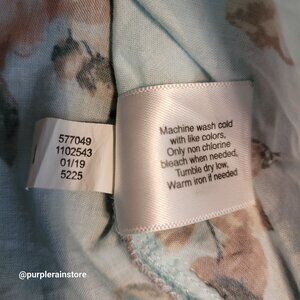 577049
1102543
01/19
5225
Machine wash cold
with like colors,
Only non chlorine
bleach when needed,
Tumble dry low,
Warm iron if needed
@purplerainstore